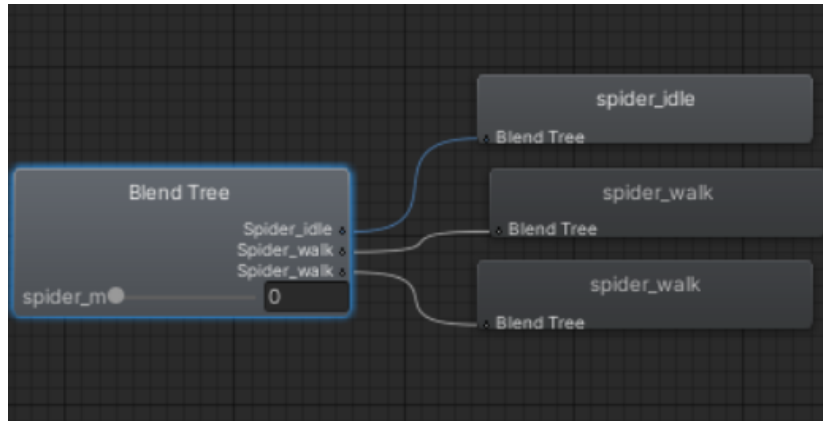 spider_idle
Blend Tree
Blend Tree
Spider_idle
Spider_walk
Spider_walk
spider_m
0
spider_walk
Blend Tree
spider_walk
Blend Tree